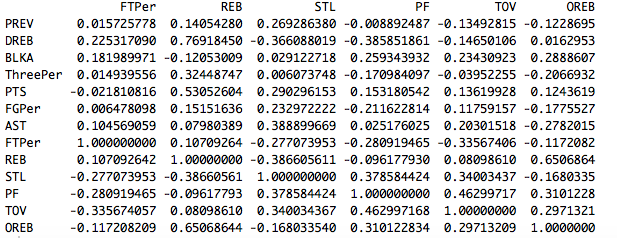 FTPer REB STL PF TOV OREB
PREV 0.015725778 0.14054280 0.269286380 -0.008892487 -0.13492815 -0.1228695
DREB 0.225317090 0.76918450 -0.366088019 -0.385851861 -0.14650106 0.0162953
BLKA 0.181989971 -0.12053009 0.029122718 0.259343932 0.23430923 0.2888607
ThreePer 0.014939556 0.32448747 0.006073748 -0.170984097 -0.03952255 -0.2066932
PTS -0.021810816 0.53052604 0.290296153 0.153180542 0.13619928 0.1243619
FGPer 0.006478098 0.15151636 0.232972222 -0.211622814 0.11759157 -0.1775527
AST 0.104569059 0.07980389 0.388899669 0.025176025 0.20301518 -0.2782015
FTPer 1.000000000 0.10709264 -0.277073953 -0.280919465 -0.33567406 -0.1172082
REB 0.107092642 1.00000000 -0.386605611 -0.096177930 0.08098610 0.6506864
STL -0.277073953 -0.38660561 1.000000000 0.378584424 0.34003437 -0.1680335
PF -0.280919465 -0.09617793 0.378584424 1.000000000 0.46299717 0.3101228
TOV -0.335674057 0.08098610 0.340034367 0.462997168 1.00000000 0.2971321
OREB -0.117208209 0.65068644 -0.168033540 0.310122834 0.29713209 1.0000000